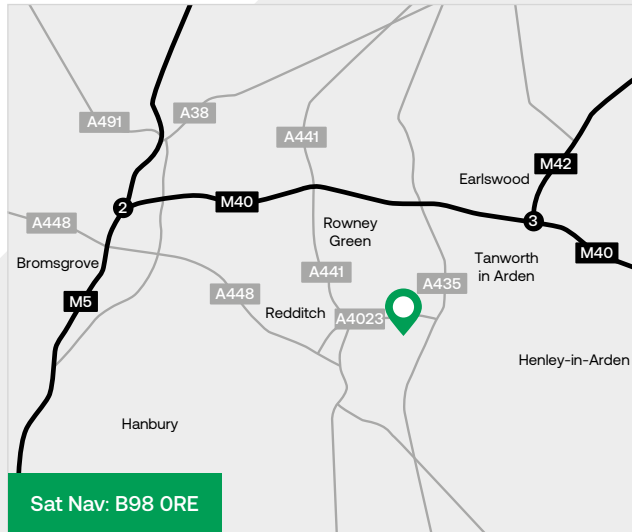 A491
A38
A441
M42
Earlswood
2
M40
3
A448
Rowney
Green
Tanworth
in Arden
M40
Bromsgrove
A441
A435
M5
A448
Redditch
A4023
Henley-in-Arden
Hanbury
Sat Nav: B98 0RE